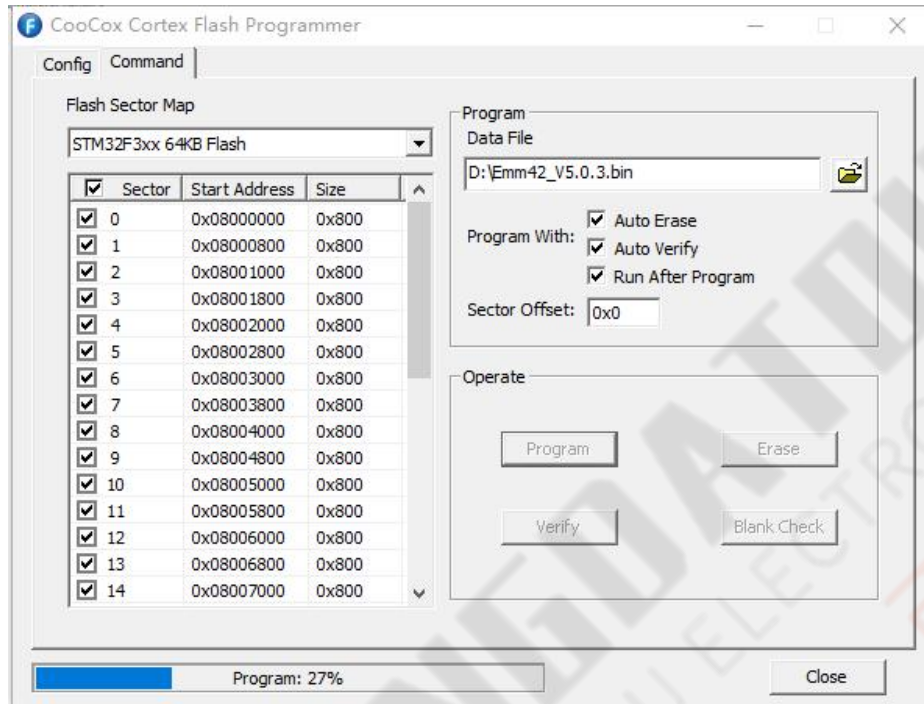 CooCox Cortex Flash Programmer
Config Command
Flash Sector Map
STM32F3xx 64KB Flash
Sector Start Address Size
0 0x08000000 0x800
1 0x08000800 0x800
2 0x08001000 0x800
3 0x08001800 0x800
4 0x08002000 0x800
5 0x08002800 0x800
6 0x08003000 0x800
7 0x08003800 0x800
8 0x08004000 0x800
9 0x08004800 0x800
10 0x08005000 0x800
11 0x08005800 0x800
12 0x08006000 0x800
13 0x08006800 0x800
14 0x08007000 0x800
Program
Data File
D:\Emm42_V5.0.3.bin
Program With:
Auto Erase
Auto Verify
Run After Program
Sector Offset: 0x0
Operate
Program Erase
Verify Blank Check
Program: 27%
Close